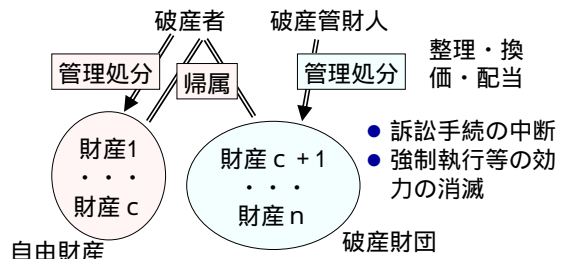 破産者
破産管財人
管理処分
帰属
管理処分
整理・換
価・配当
財産1
・・・
財産c
財産c+1
・・・
財産n
● 訴訟手続の中断
● 強制執行等の効
力の消滅
自由財産
破産財団